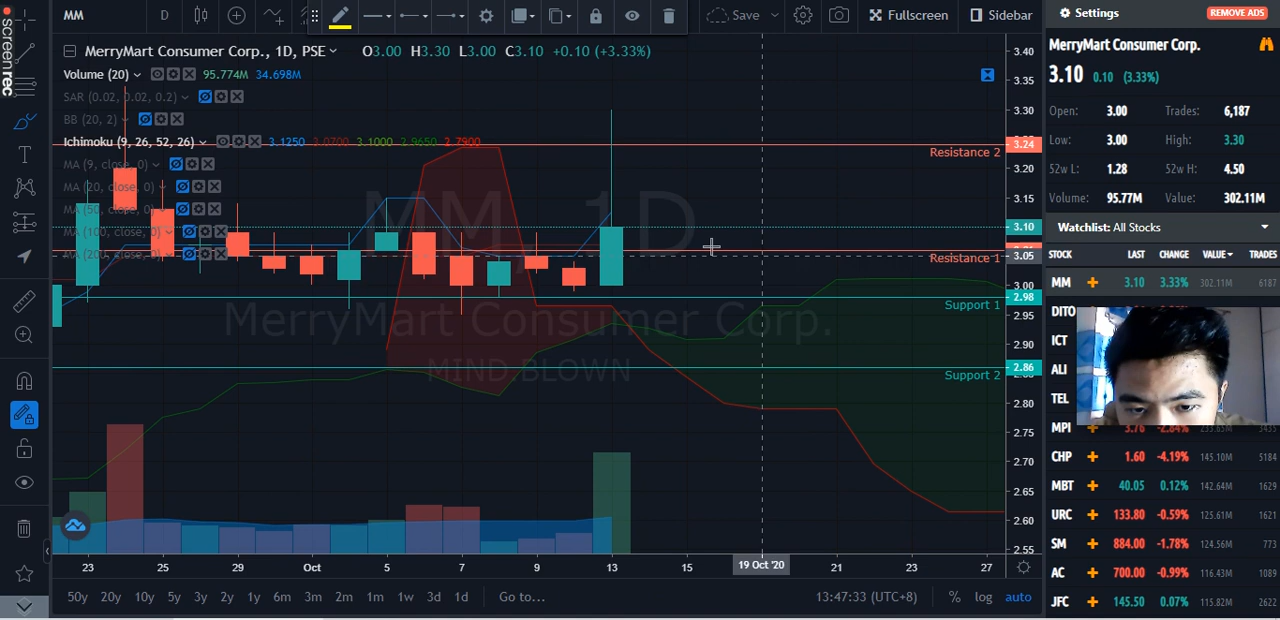 screenrec
MM D Save Fullscreen Sidebar
MerryMart Consumer Corp., 1D, PSE O3.00 H3.30 L3.00 C3.10 +0.10 (+3.33%)
Volume (20) 95.774M 34.698M
SAR (0.02, 0.02, 0.2)
BB (20, 2)
Ichimoku (9, 26, 52, 26) 3.1250 3.0700 3.1000 2.9650 2.7900
MA (9, close, 0)
MA (20, close, 0)
MA (50, close, 0)
MA (100, close, 0)
MA (200, close, 0)
MM, 1D
MerryMart Consumer Corp.
MIND BLOWN
Resistance 2
Resistance 1
Support 1
Support 2
3.40
3.35
3.30
3.24
3.20
3.15
3.10
3.05
3.00
2.98
2.95
2.90
2.86
2.80
2.75
2.70
2.65
2.60
2.55
23 25 29 Oct 5 7 9 13 15 19 Oct '20 21 23 27
50y 20y 10y 5y 3y 2y 1y 6m 3m 2m 1m 1w 3d 1d Go to... 13:47:33 (UTC+8) % log auto
Settings REMOVE ADS
MerryMart Consumer Corp.
3.10 0.10 (3.33%)
Open: 3.00 Trades: 6,187
Low: 3.00 High: 3.30
52w L: 1.28 52w H: 4.50
Volume: 95.77M Value: 302.11M
Watchlist: All Stocks
STOCK LAST CHANGE VALUE TRADES
MM 3.10 3.33% 302.11M 6187
DITO
ICT
ALI
TEL
MPI 3.76 -2.84% 233.65M 3435
CHP 1.60 -4.19% 145.10M 5184
MBT 40.05 0.12% 142.64M 1629
URC 133.80 -0.59% 125.61M 1621
SM 884.00 -1.78% 124.56M 773
AC 700.00 -0.99% 116.43M 1089
JFC 145.50 0.07% 115.82M 2622